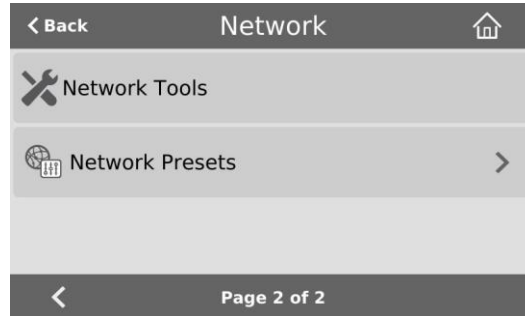 Back
Network
Network Tools
Network Presets
Page 2 of 2